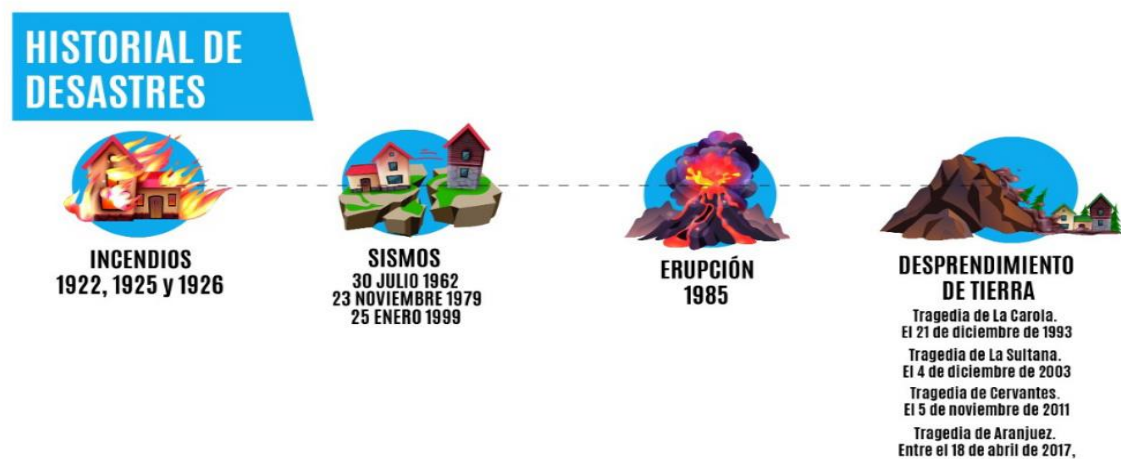 HISTORIAL DE
DESASTRES
INCENDIOS
1922, 1925 y 1926
SISMOS
30 JULIO 1962
23 NOVIEMBRE 1979
25 ENERO 1999
ERUPCIÓN
1985
DESPRENDIMIENTO
DE TIERRA
Tragedia de La Carola.
El 21 de diciembre de 1993
Tragedia de La Sultana.
El 4 de diciembre de 2003
Tragedia de Cervantes.
El 5 de noviembre de 2011
Tragedia de Aranjuez.
Entre el 18 de abril de 2017,